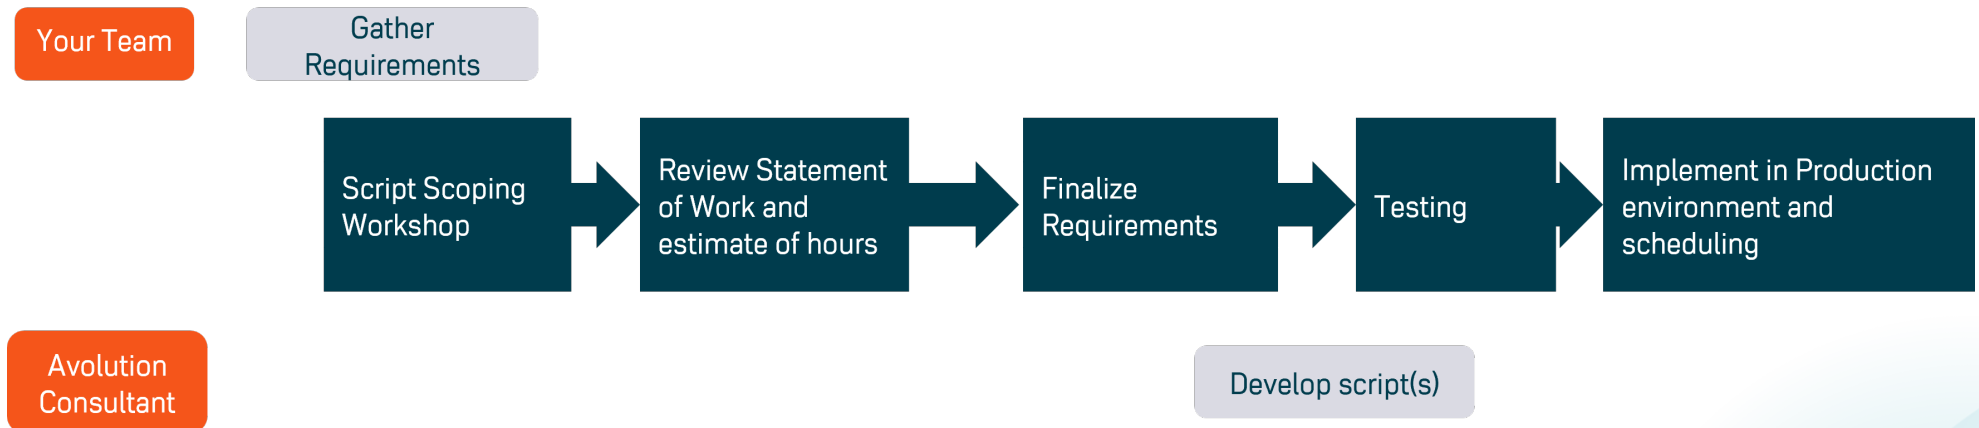 Your Team
Gather
Requirements
Script Scoping
Workshop
Review Statement
of Work and
estimate of hours
Finalize
Requirements
Testing
Implement in Production
environment and
scheduling
Avolution
Consultant
Develop script(s)